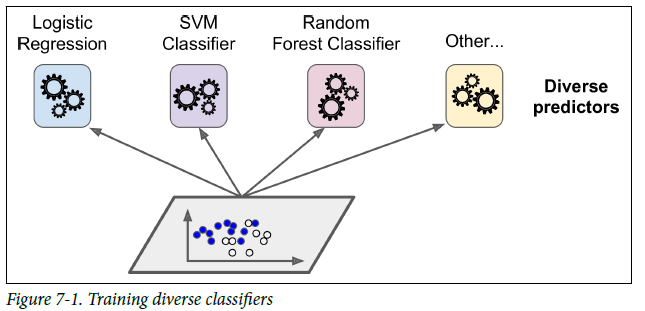 Logistic
Regression
SVM
Classifier
Random
Forest Classifier
Other...
Diverse
predictors
Figure 7-1. Training diverse classifiers